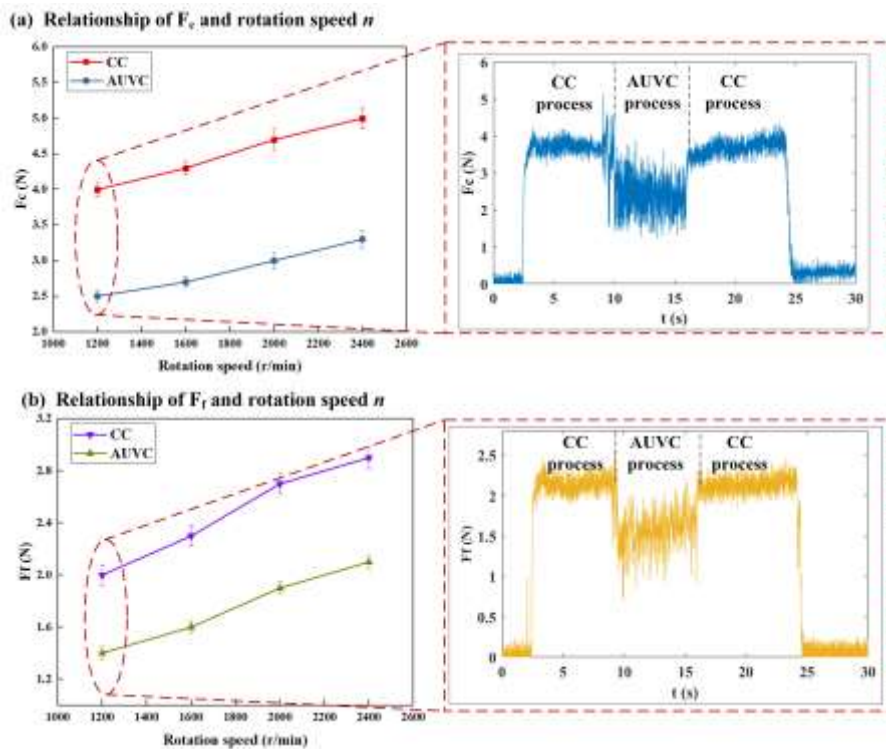 (a) Relationship of Fc and rotation speed n
6.0
5.5
5.0
4.5
4.0
3.5
3.0
2.5
2.0
CC
AUVC
Fc (N)
1000 1200 1400 1600 1800 2000 2200 2400 2600
Rotation speed (r/min)
6
5
4
3
2
1
0
CC process
AUVC process
CC process
Fc (N)
0 5 10 15 20 25 30
t (s)
(b) Relationship of Ff and rotation speed n
3.2
2.8
2.4
2.0
1.6
1.2
CC
AUVC
Ff (N)
1000 1200 1400 1600 1800 2000 2200 2400 2600
Rotation speed (r/min)
2.5
2
1.5
1
0.5
0
CC process
AUVC process
CC process
Ff (N)
0 5 10 15 20 25 30
t (s)